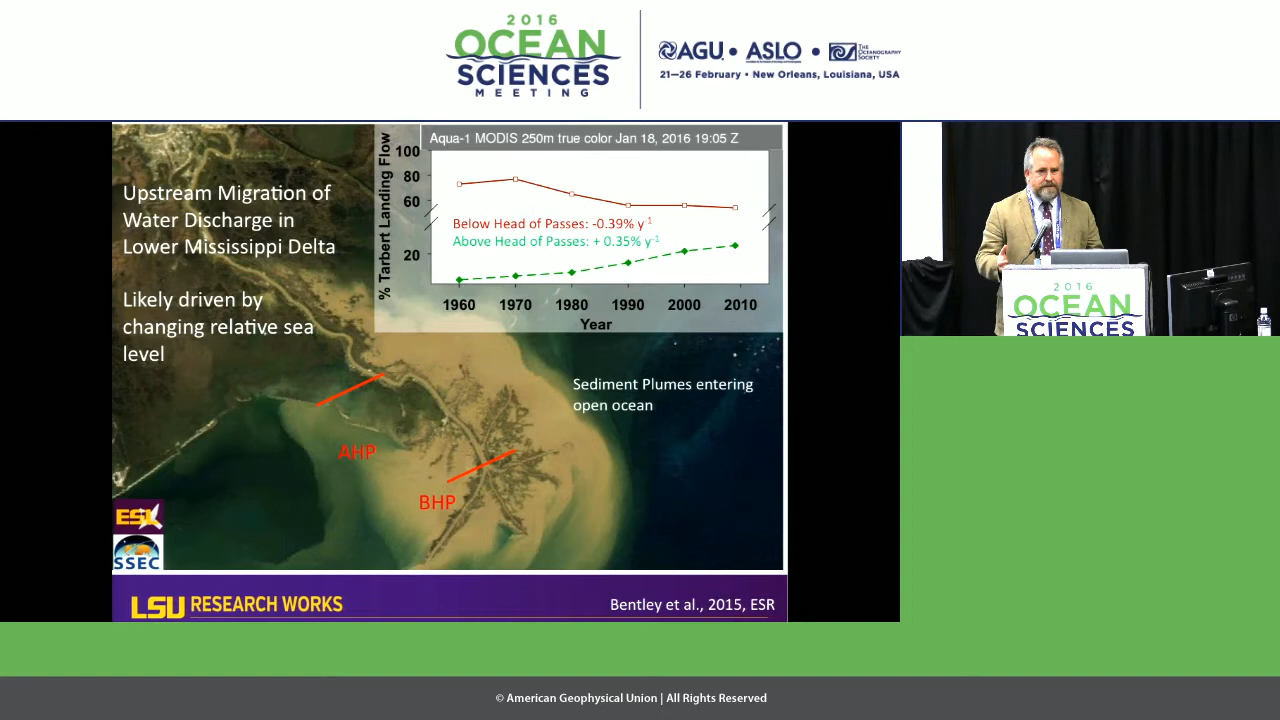 2016
OCEAN
SCIENCES
MEETING
AGU • ASLO • THE OCEANOGRAPHY SOCIETY
21—26 February • New Orleans, Louisiana, USA
Aqua-1 MODIS 250m true color Jan 18, 2016 19:05 Z
Upstream Migration of
Water Discharge in
Lower Mississippi Delta
Likely driven by
changing relative sea
level
% Tarbert Landing Flow
100
80
60
20
Below Head of Passes: -0.39% y-1
Above Head of Passes: + 0.35% y-1
1960 1970 1980 1990 2000 2010
Year
Sediment Plumes entering
open ocean
AHP
BHP
ESL
SSEC
LSU RESEARCH WORKS
Bentley et al., 2015, ESR
2016
OCEAN
SCIENCES
© American Geophysical Union | All Rights Reserved